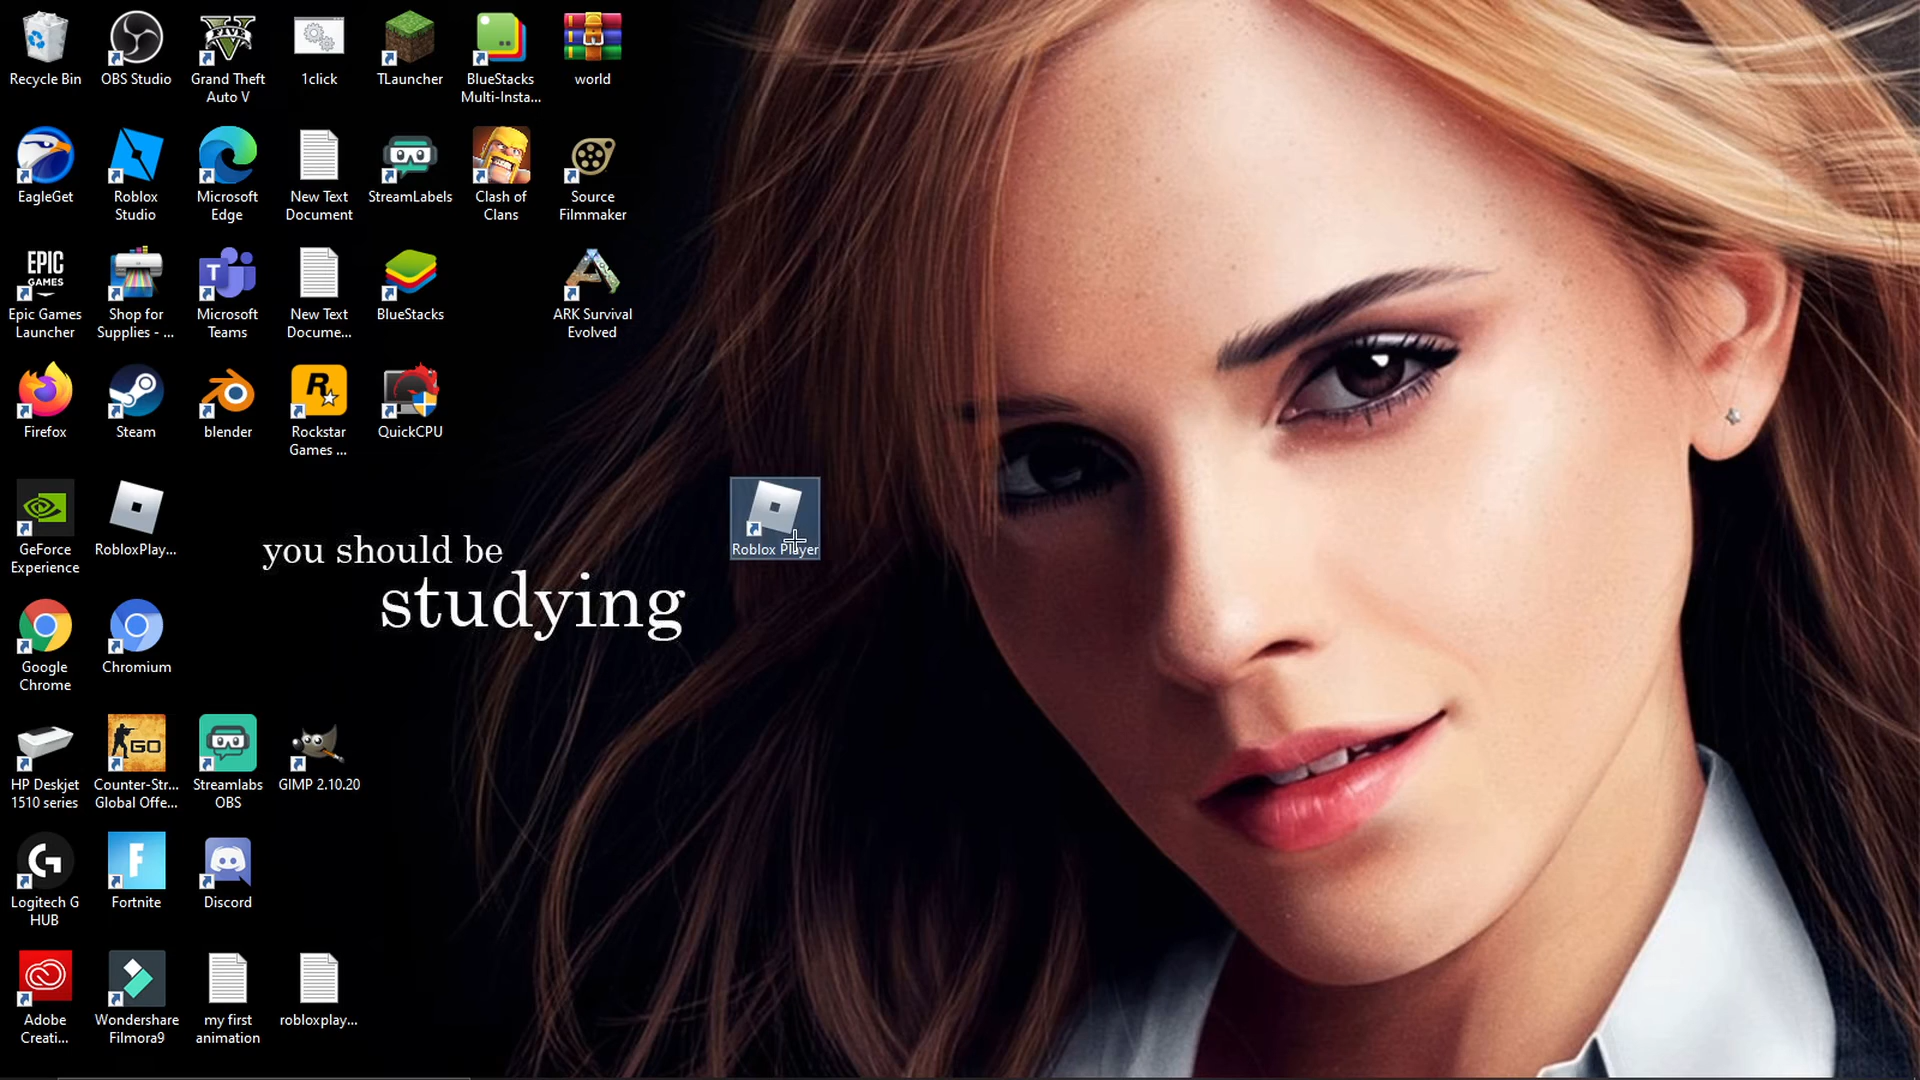 Recycle Bin
OBS Studio
FIVE
Grand Theft
Auto V
1click
TLauncher
BlueStacks
Multi-Insta...
world
EagleGet
Roblox
Studio
Microsoft
Edge
New Text
Document
StreamLabels
Clash of
Clans
Source
Filmmaker
EPIC
GAMES
Epic Games
Launcher
Shop for
Supplies - ...
T
Microsoft
Teams
New Text
Docume...
BlueStacks
ARK Survival
Evolved
Firefox
Steam
blender
R
Rockstar
Games ...
QuickCPU
GeForce
Experience
RobloxPlay...
you should be
studying
Roblox Player
Google
Chrome
Chromium
HP Deskjet
1510 series
GO
Counter-Str...
Global Offe...
Streamlabs
OBS
GIMP 2.10.20
G
Logitech G
HUB
F
Fortnite
Discord
Adobe
Creati...
Wondershare
Filmora9
my first
animation
robloxplay...